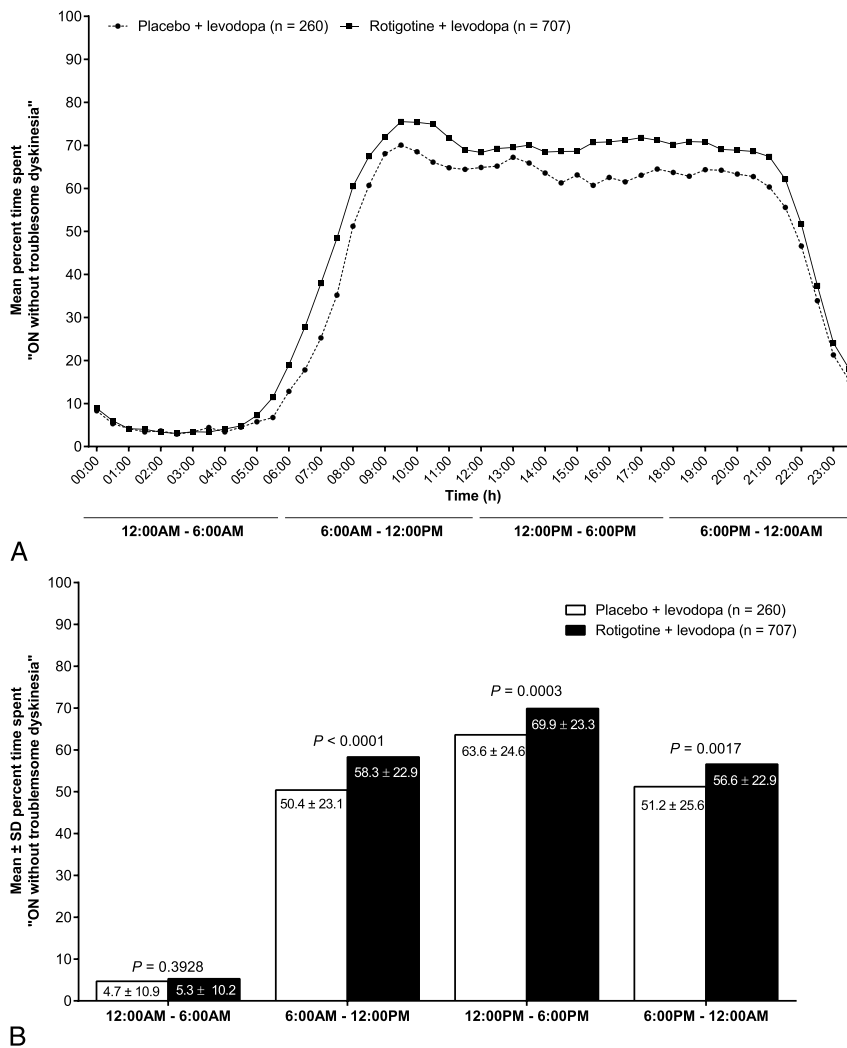 Placebo + levodopa (n = 260) Rotigotine + levodopa (n = 707)
Mean percent time spent
"ON without troublesome dyskinesia"
100
90
80
70
60
50
40
30
20
10
0
00:00 01:00 02:00 03:00 04:00 05:00 06:00 07:00 08:00 09:00 10:00 11:00 12:00 13:00 14:00 15:00 16:00 17:00 18:00 19:00 20:00 21:00 22:00 23:00
Time (h)
12:00AM - 6:00AM 6:00AM - 12:00PM 12:00PM - 6:00PM 6:00PM - 12:00AM
A
Mean ± SD percent time spent
"ON without troublemsome dyskinesia"
100
90
80
70
60
50
40
30
20
10
0
Placebo + levodopa (n = 260)
Rotigotine + levodopa (n = 707)
P = 0.3928
4.7 ± 10.9 5.3 ± 10.2
P < 0.0001
50.4 ± 23.1 58.3 ± 22.9
P = 0.0003
63.6 ± 24.6 69.9 ± 23.3
P = 0.0017
51.2 ± 25.6 56.6 ± 22.9
12:00AM - 6:00AM 6:00AM - 12:00PM 12:00PM - 6:00PM 6:00PM - 12:00AM
B